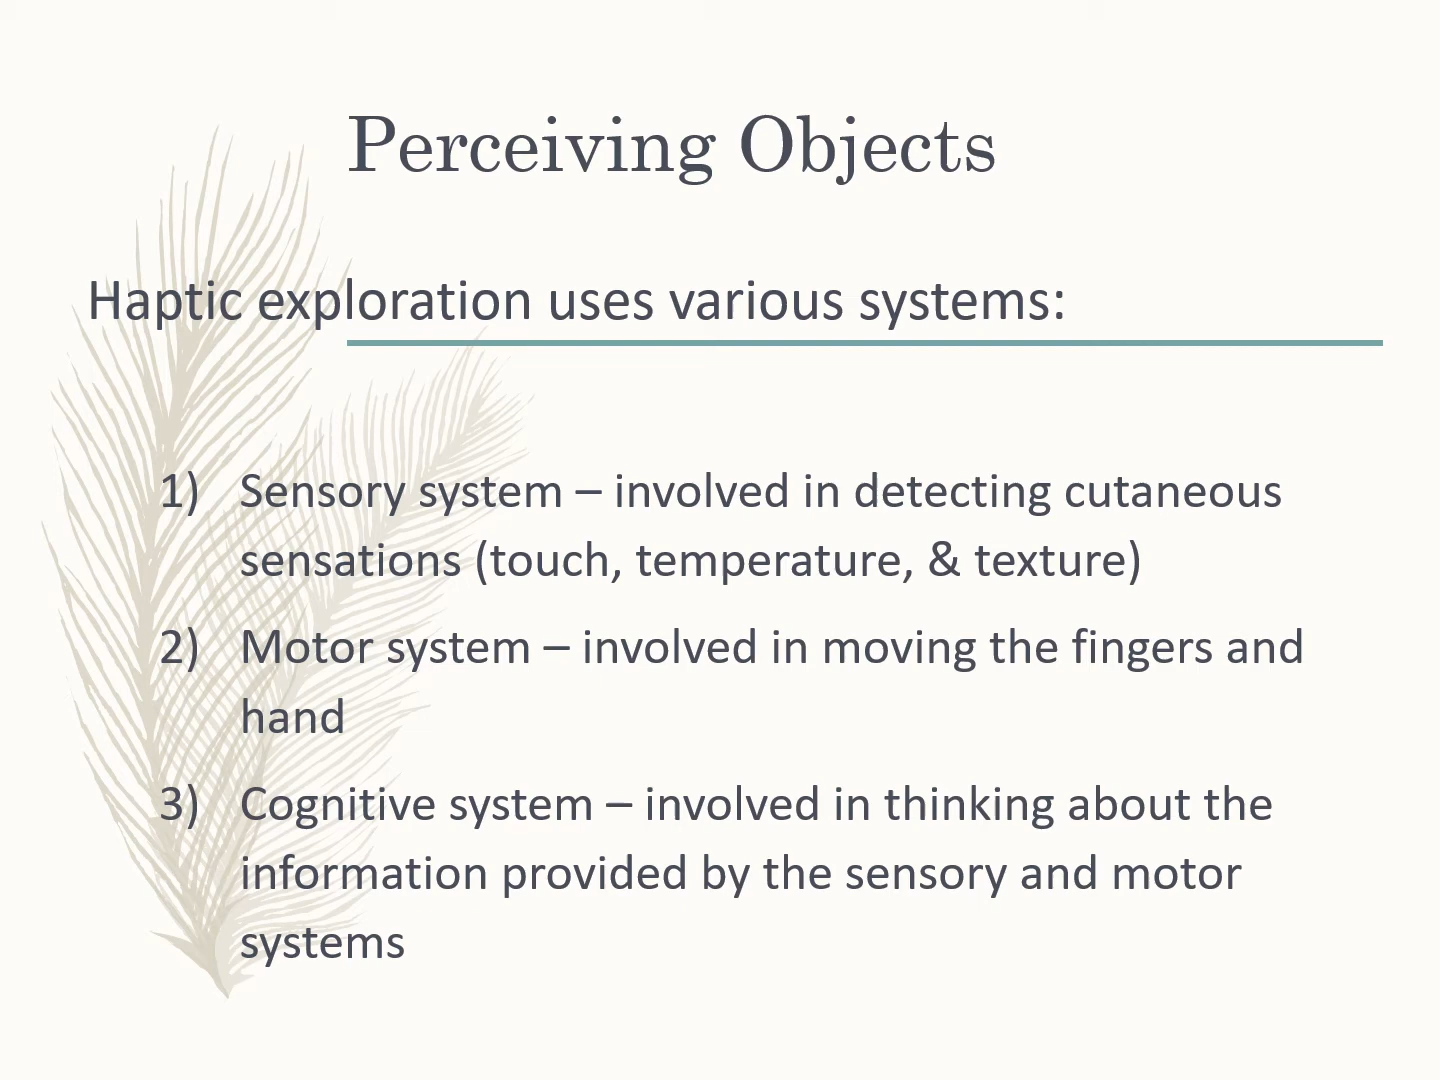 Perceiving Objects
Haptic exploration uses various systems:
1) Sensory system – involved in detecting cutaneous
sensations (touch, temperature, & texture)
2) Motor system – involved in moving the fingers and
hand
3) Cognitive system – involved in thinking about the
information provided by the sensory and motor
systems